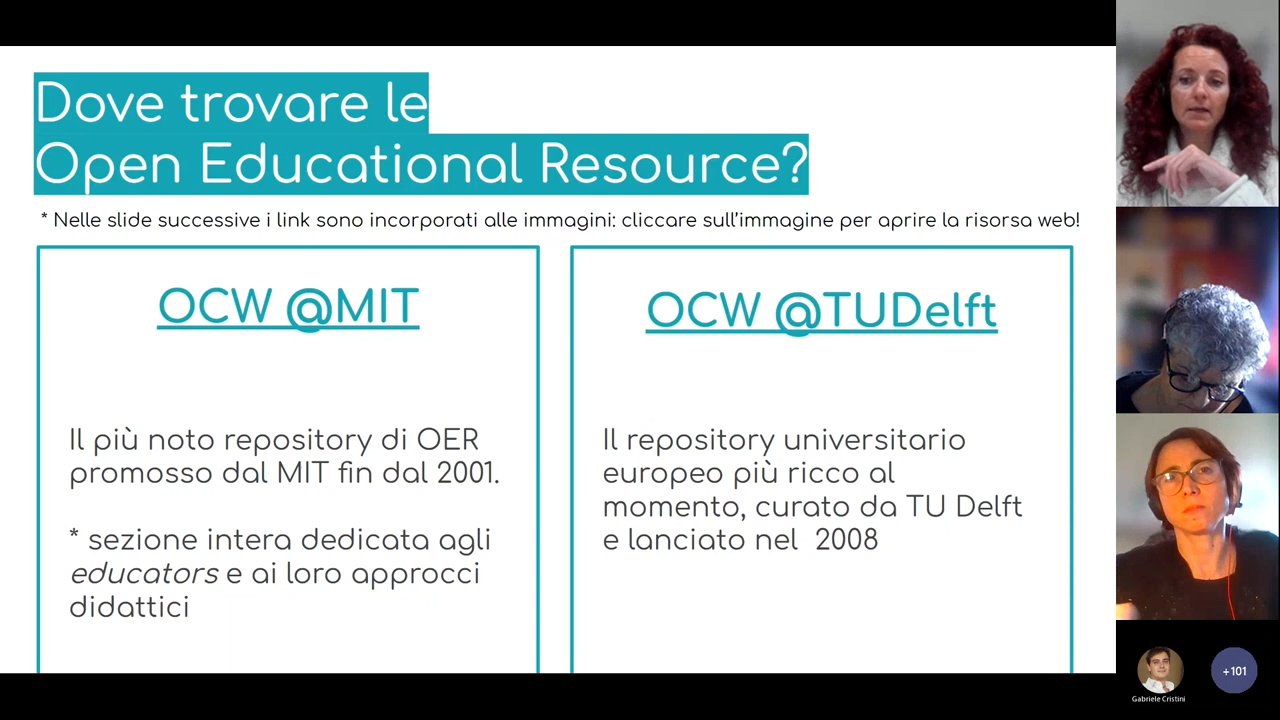 Dove trovare le
Open Educational Resource?
* Nelle slide successive i link sono incorporati alle immagini: cliccare sull'immagine per aprire la risorsa web!
OCW @MIT
Il più noto repository di OER
promosso dal MIT fin dal 2001.
* sezione intera dedicata agli
educators e ai loro approcci
didattici
OCW @TUDelft
Il repository universitario
europeo più ricco al
momento, curato da TU Delft
e lanciato nel  2008
Gabriele Cristini
+101